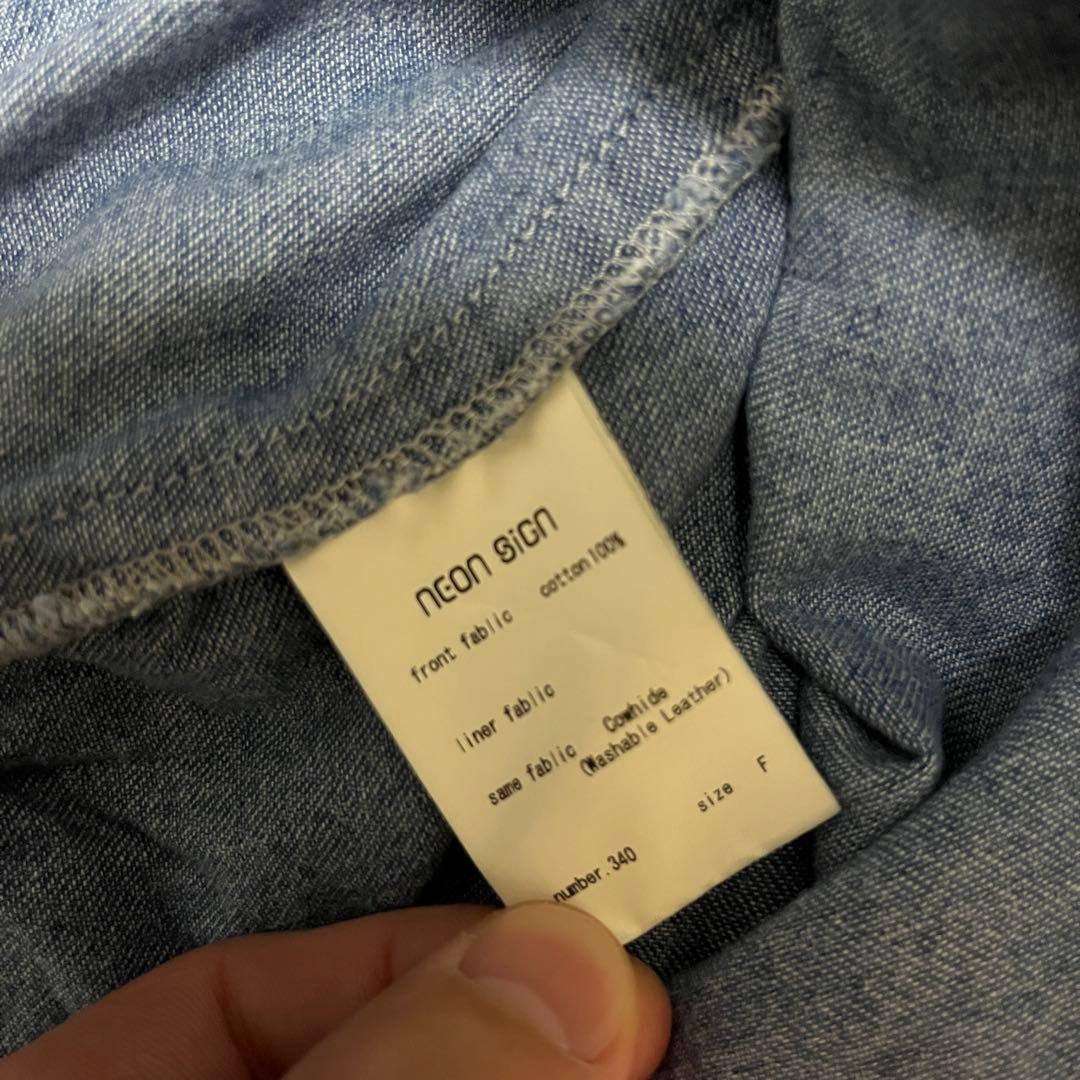 NEON SiGN
front fablic cotton100%
liner fablic
same fablic Cowhide
(Washable Leather)
size F
number.340